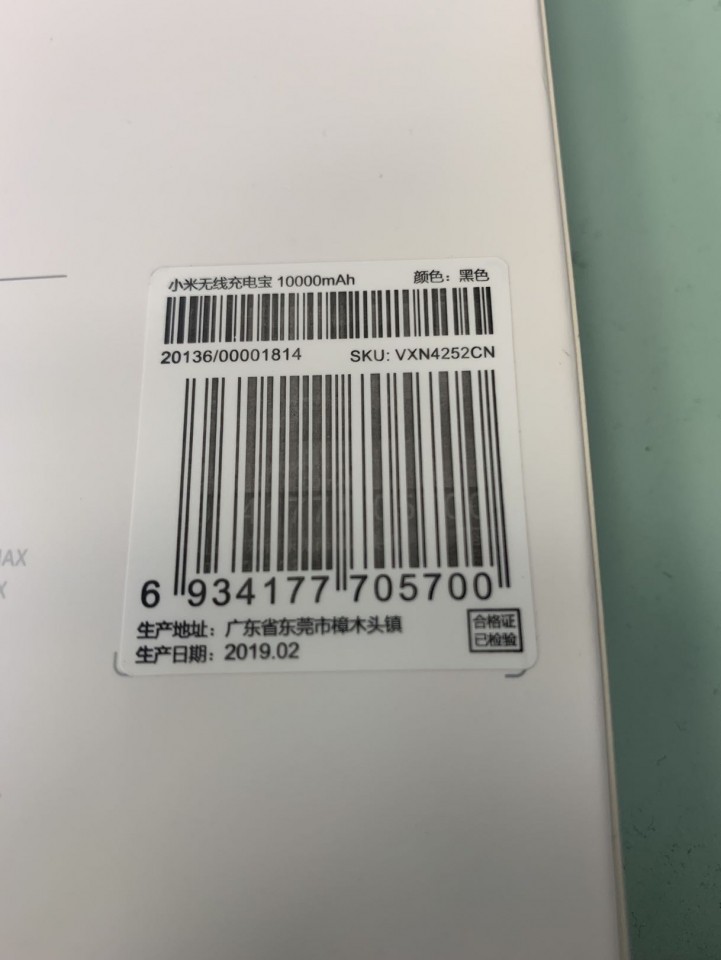 小米无线充电宝 10000mAh 颜色：黑色
20136/00001814 SKU: VXN4252CN
6 934177 705700
生产地址：广东省东莞市樟木头镇
生产日期：2019.02
合格证
已检验